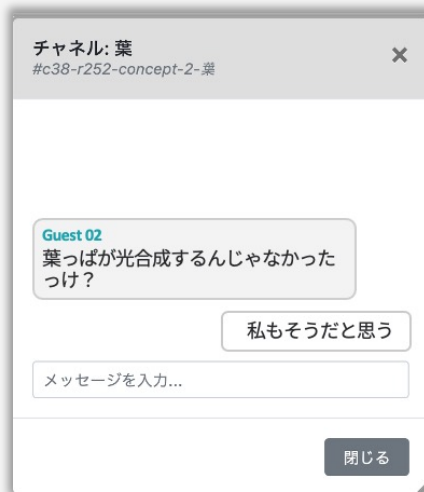 チャネル: 葉
#c38-r252-concept-2-葉
×
Guest 02
葉っぱが光合成するんじゃなかった
っけ？
私もそうだと思う
メッセージを入力...
閉じる